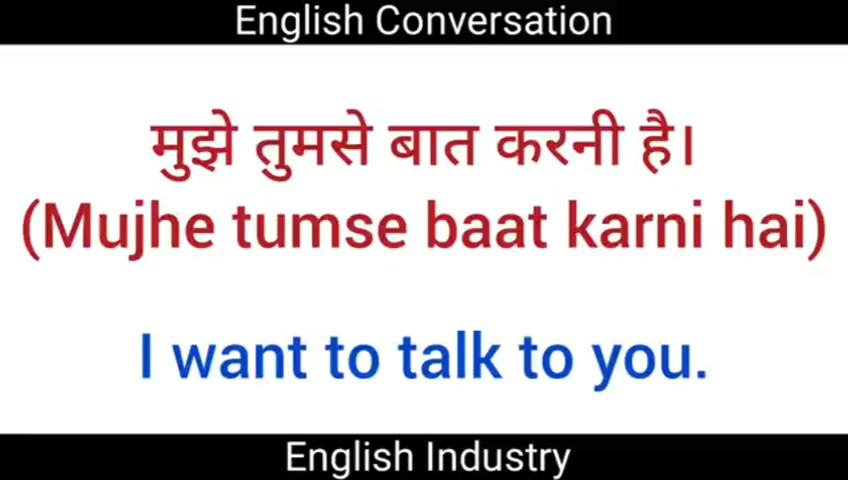 English Conversation
मुझे तुमसे बात करनी है।
(Mujhe tumse baat karni hai)
I want to talk to you.
English Industry